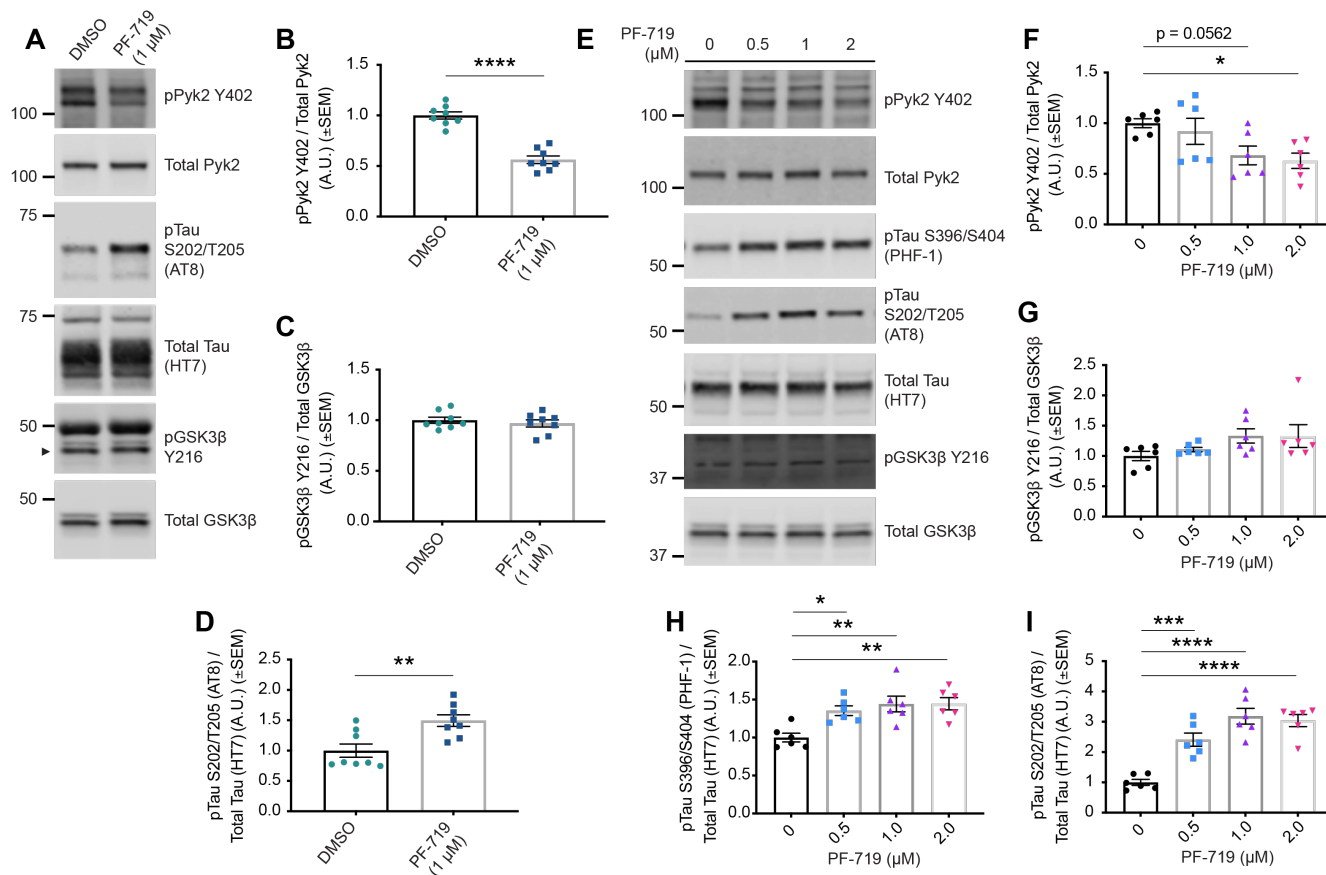 A
DMSO
PF-719
(1 µM)
100
pPyk2 Y402
100
Total Pyk2
75
pTau
S202/T205
(AT8)
75
Total Tau
(HT7)
50
pGSK3β
Y216
50
Total GSK3β
B
pPyk2 Y402 / Total Pyk2
(A.U.) (±SEM)
2.0
1.5
1.0
0.5
0.0
****
DMSO
PF-719
(1 µM)
C
pGSK3β Y216 / Total GSK3β
(A.U.) (±SEM)
1.5
1.0
0.5
0.0
DMSO
PF-719
(1 µM)
D
pTau S202/T205 (AT8) /
Total Tau (HT7) (A.U.) (±SEM)
2.5
2.0
1.5
1.0
0.5
0.0
**
DMSO
PF-719
(1 µM)
E
PF-719
(µM)
0 0.5 1 2
100
pPyk2 Y402
100
Total Pyk2
50
pTau S396/S404
(PHF-1)
50
pTau
S202/T205
(AT8)
50
Total Tau
(HT7)
37
pGSK3β Y216
37
Total GSK3β
F
pPyk2 Y402 / Total Pyk2
(A.U.) (±SEM)
1.5
1.0
0.5
0.0
p = 0.0562
*
0 0.5 1.0 2.0
PF-719 (µM)
G
pGSK3β Y216 / Total GSK3β
(A.U.) (±SEM)
2.5
2.0
1.5
1.0
0.5
0.0
0 0.5 1.0 2.0
PF-719 (µM)
H
pTau S396/S404 (PHF-1) /
Total Tau (HT7) (A.U.) (±SEM)
2.0
1.5
1.0
0.5
0.0
*
**
**
0 0.5 1.0 2.0
PF-719 (µM)
I
pTau S202/T205 (AT8) /
Total Tau (HT7) (A.U.) (±SEM)
5
4
3
2
1
0
***
****
****
0 0.5 1.0 2.0
PF-719 (µM)